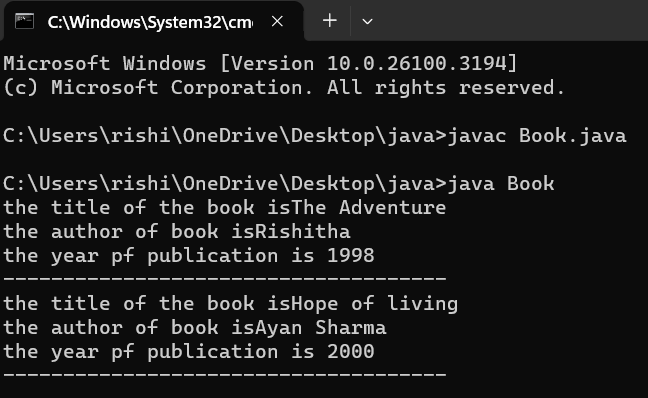 C:\Windows\System32\cmd
Microsoft Windows [Version 10.0.26100.3194]
(c) Microsoft Corporation. All rights reserved.
C:\Users\rishi\OneDrive\Desktop\java>javac Book.java
C:\Users\rishi\OneDrive\Desktop\java>java Book
the title of the book isThe Adventure
the author of book isRishitha
the year pf publication is 1998
-------------------------------------
the title of the book isHope of living
the author of book isAyan Sharma
the year pf publication is 2000
-------------------------------------